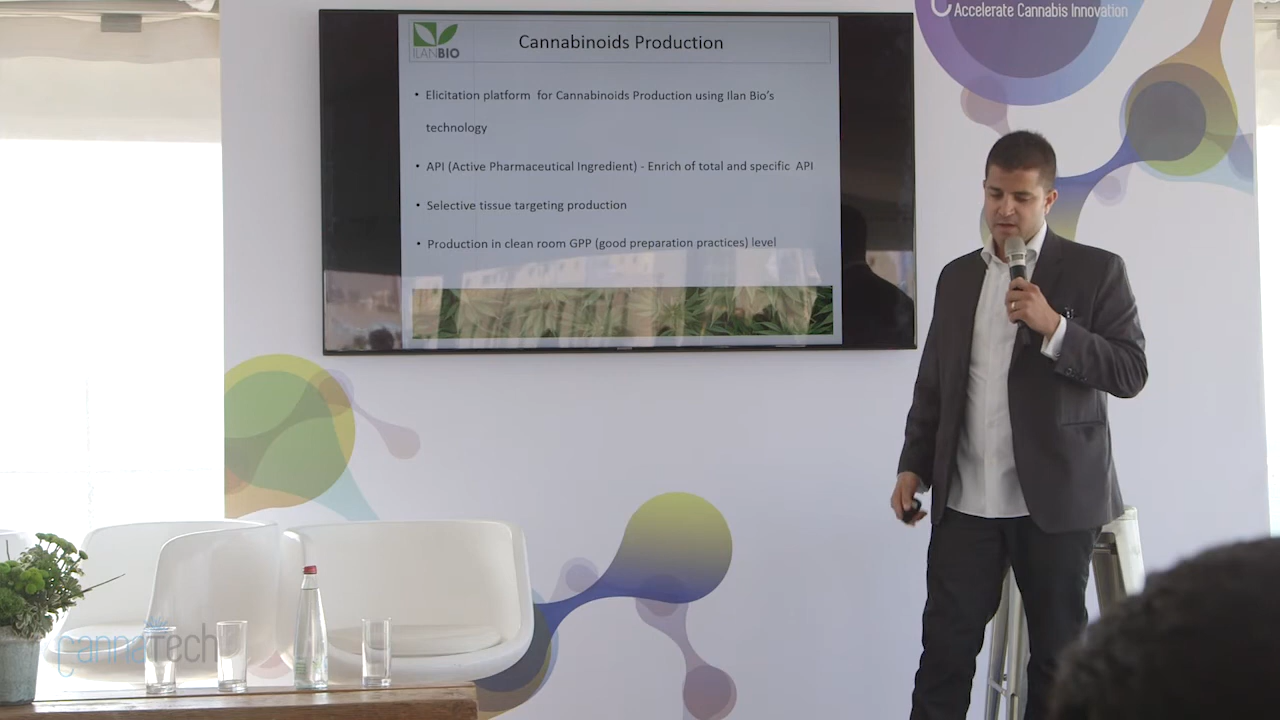 Accelerate Cannabis Innovation
ILANBIO
Cannabinoids Production
• Elicitation platform for Cannabinoids Production using Ilan Bio's
technology
• API (Active Pharmaceutical Ingredient) - Enrich of total and specific API
• Selective tissue targeting production
• Production in clean room GPP (good preparation practices) level
cannaTech